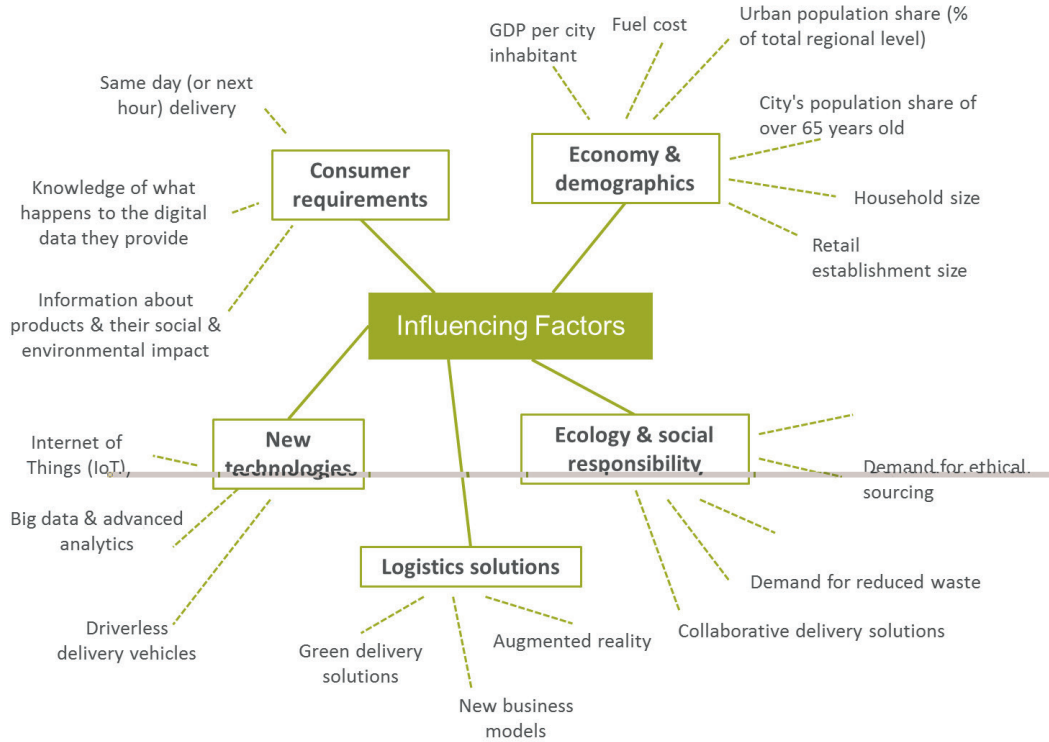 GDP per city
inhabitant
Fuel cost
Urban population share (%
of total regional level)
Same day (or next
hour) delivery
City's population share of
over 65 years old
Consumer
requirements
Economy &
demographics
Knowledge of what
happens to the digital
data they provide
Household size
Retail
establishment size
Information about
products & their social &
environmental impact
Influencing Factors
New
technologies
Ecology & social
responsibility
Internet of
Things (IoT)
Demand for ethical
sourcing
Big data & advanced
analytics
Logistics solutions
Demand for reduced waste
Driverless
delivery vehicles
Green delivery
solutions
Augmented reality
Collaborative delivery solutions
New business
models